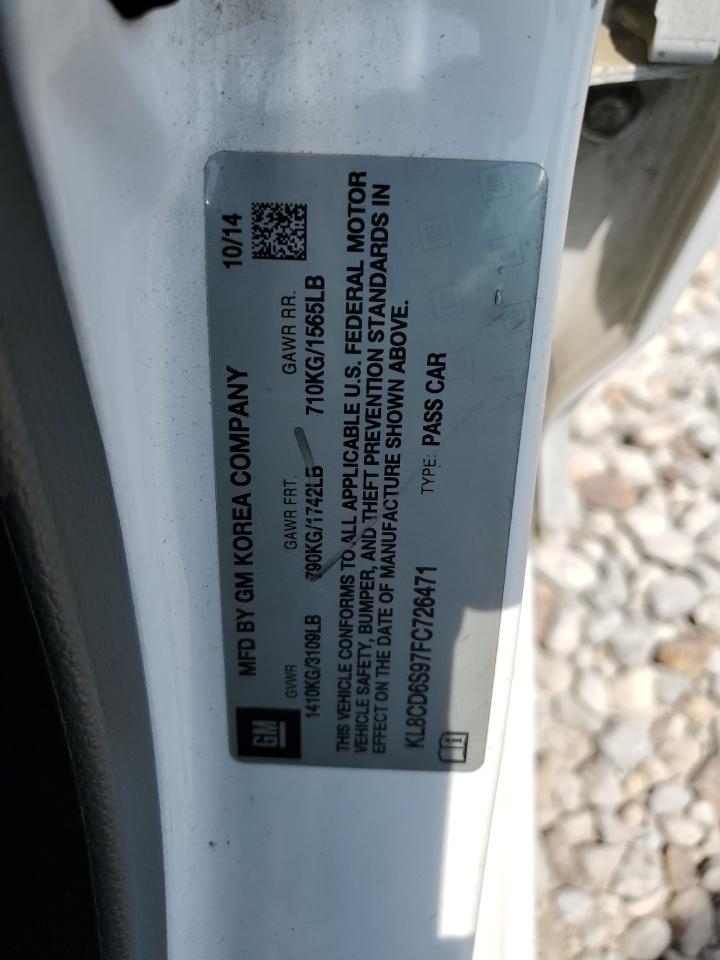 GM
MFD BY GM KOREA COMPANY 10/14
GVWR GAWR FRT. GAWR RR.
1410KG/3109LB 790KG/1742LB 710KG/1565LB
THIS VEHICLE CONFORMS TO ALL APPLICABLE U.S. FEDERAL MOTOR
VEHICLE SAFETY, BUMPER, AND THEFT PREVENTION STANDARDS IN
EFFECT ON THE DATE OF MANUFACTURE SHOWN ABOVE.
KL8CD6S97FC726471 TYPE: PASS CAR